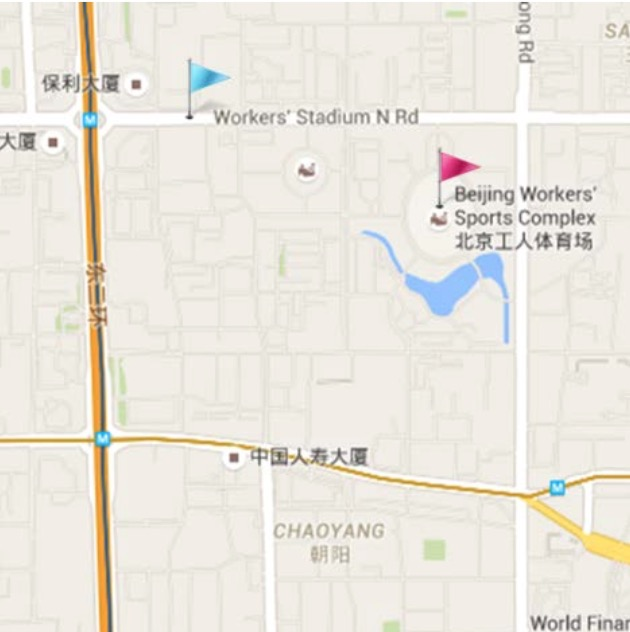 ong Rd
SA
保利大厦
M
Workers' Stadium N Rd
大厦
Beijing Workers'
Sports Complex
北京工人体育场
东二环
M
中国人寿大厦
M
CHAOYANG
朝阳
World Finan